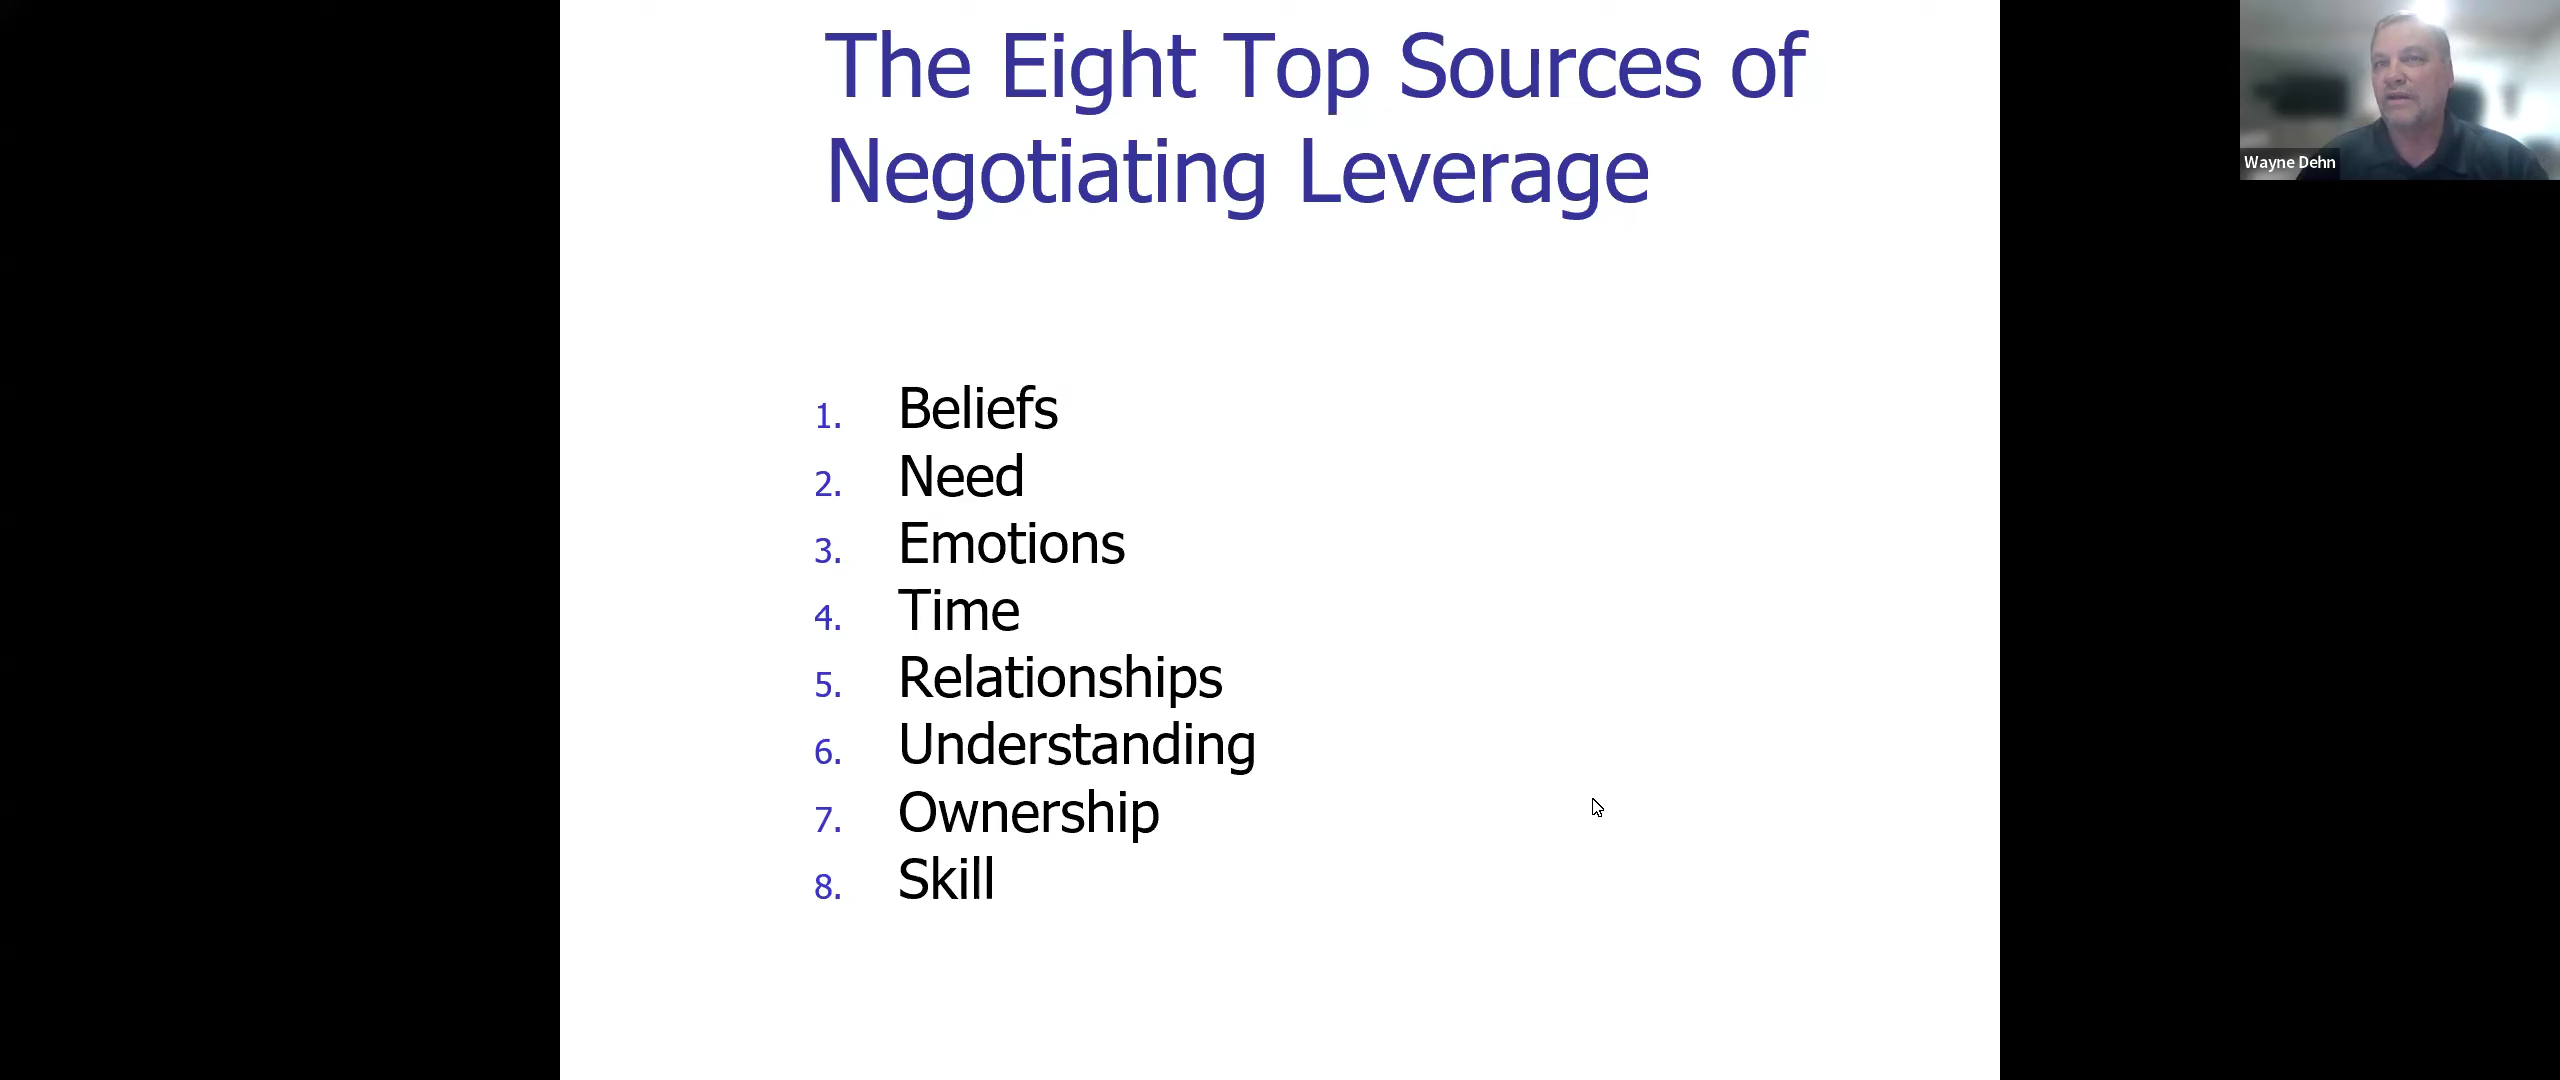 The Eight Top Sources of
Negotiating Leverage
1. Beliefs
2. Need
3. Emotions
4. Time
5. Relationships
6. Understanding
7. Ownership
8. Skill
Wayne Dehn